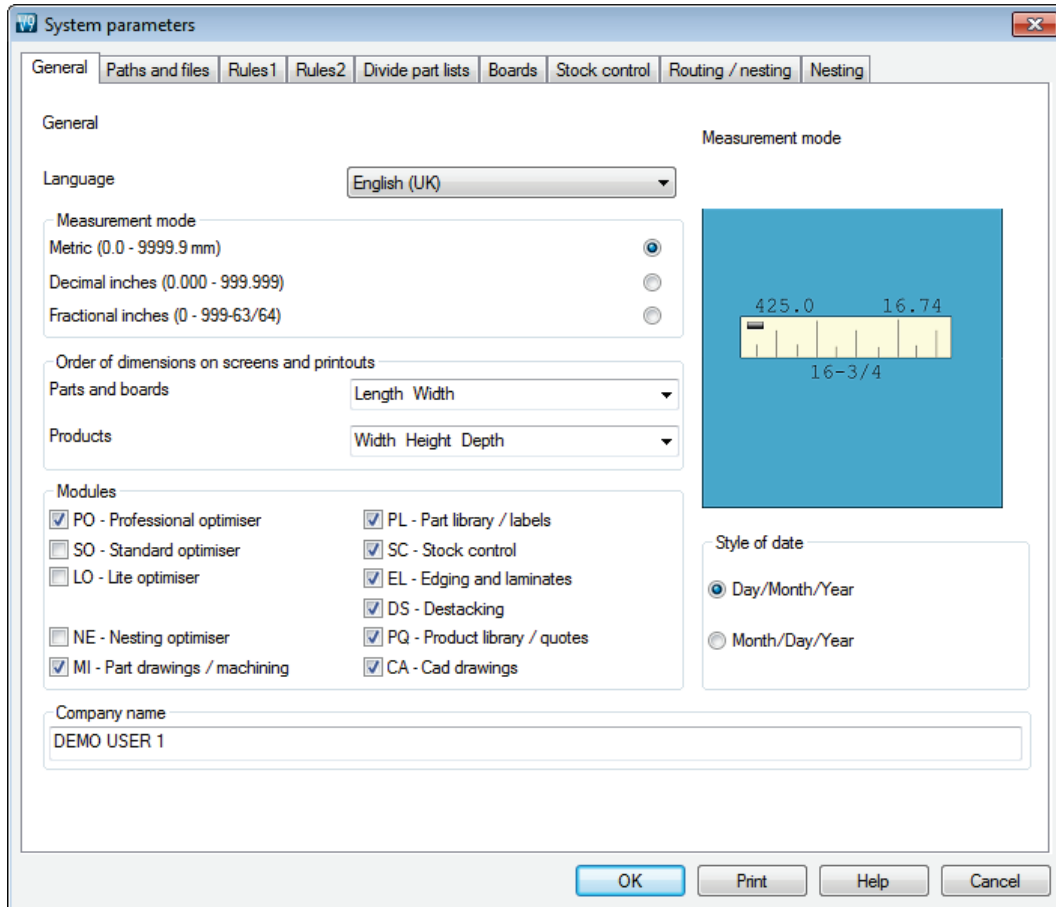 V9 System parameters
General Paths and files Rules1 Rules2 Divide part lists Boards Stock control Routing / nesting Nesting
General
Measurement mode
Language English (UK)
Measurement mode
Metric (0.0 - 9999.9 mm)
Decimal inches (0.000 - 999.999)
Fractional inches (0 - 999-63/64)
425.0 16.74
16-3/4
Order of dimensions on screens and printouts
Parts and boards Length Width
Products Width Height Depth
Modules
PO - Professional optimiser PL - Part library / labels
SO - Standard optimiser SC - Stock control
LO - Lite optimiser EL - Edging and laminates
DS - Destacking
NE - Nesting optimiser PQ - Product library / quotes
MI - Part drawings / machining CA - Cad drawings
Style of date
Day/Month/Year
Month/Day/Year
Company name
DEMO USER 1
OK Print Help Cancel